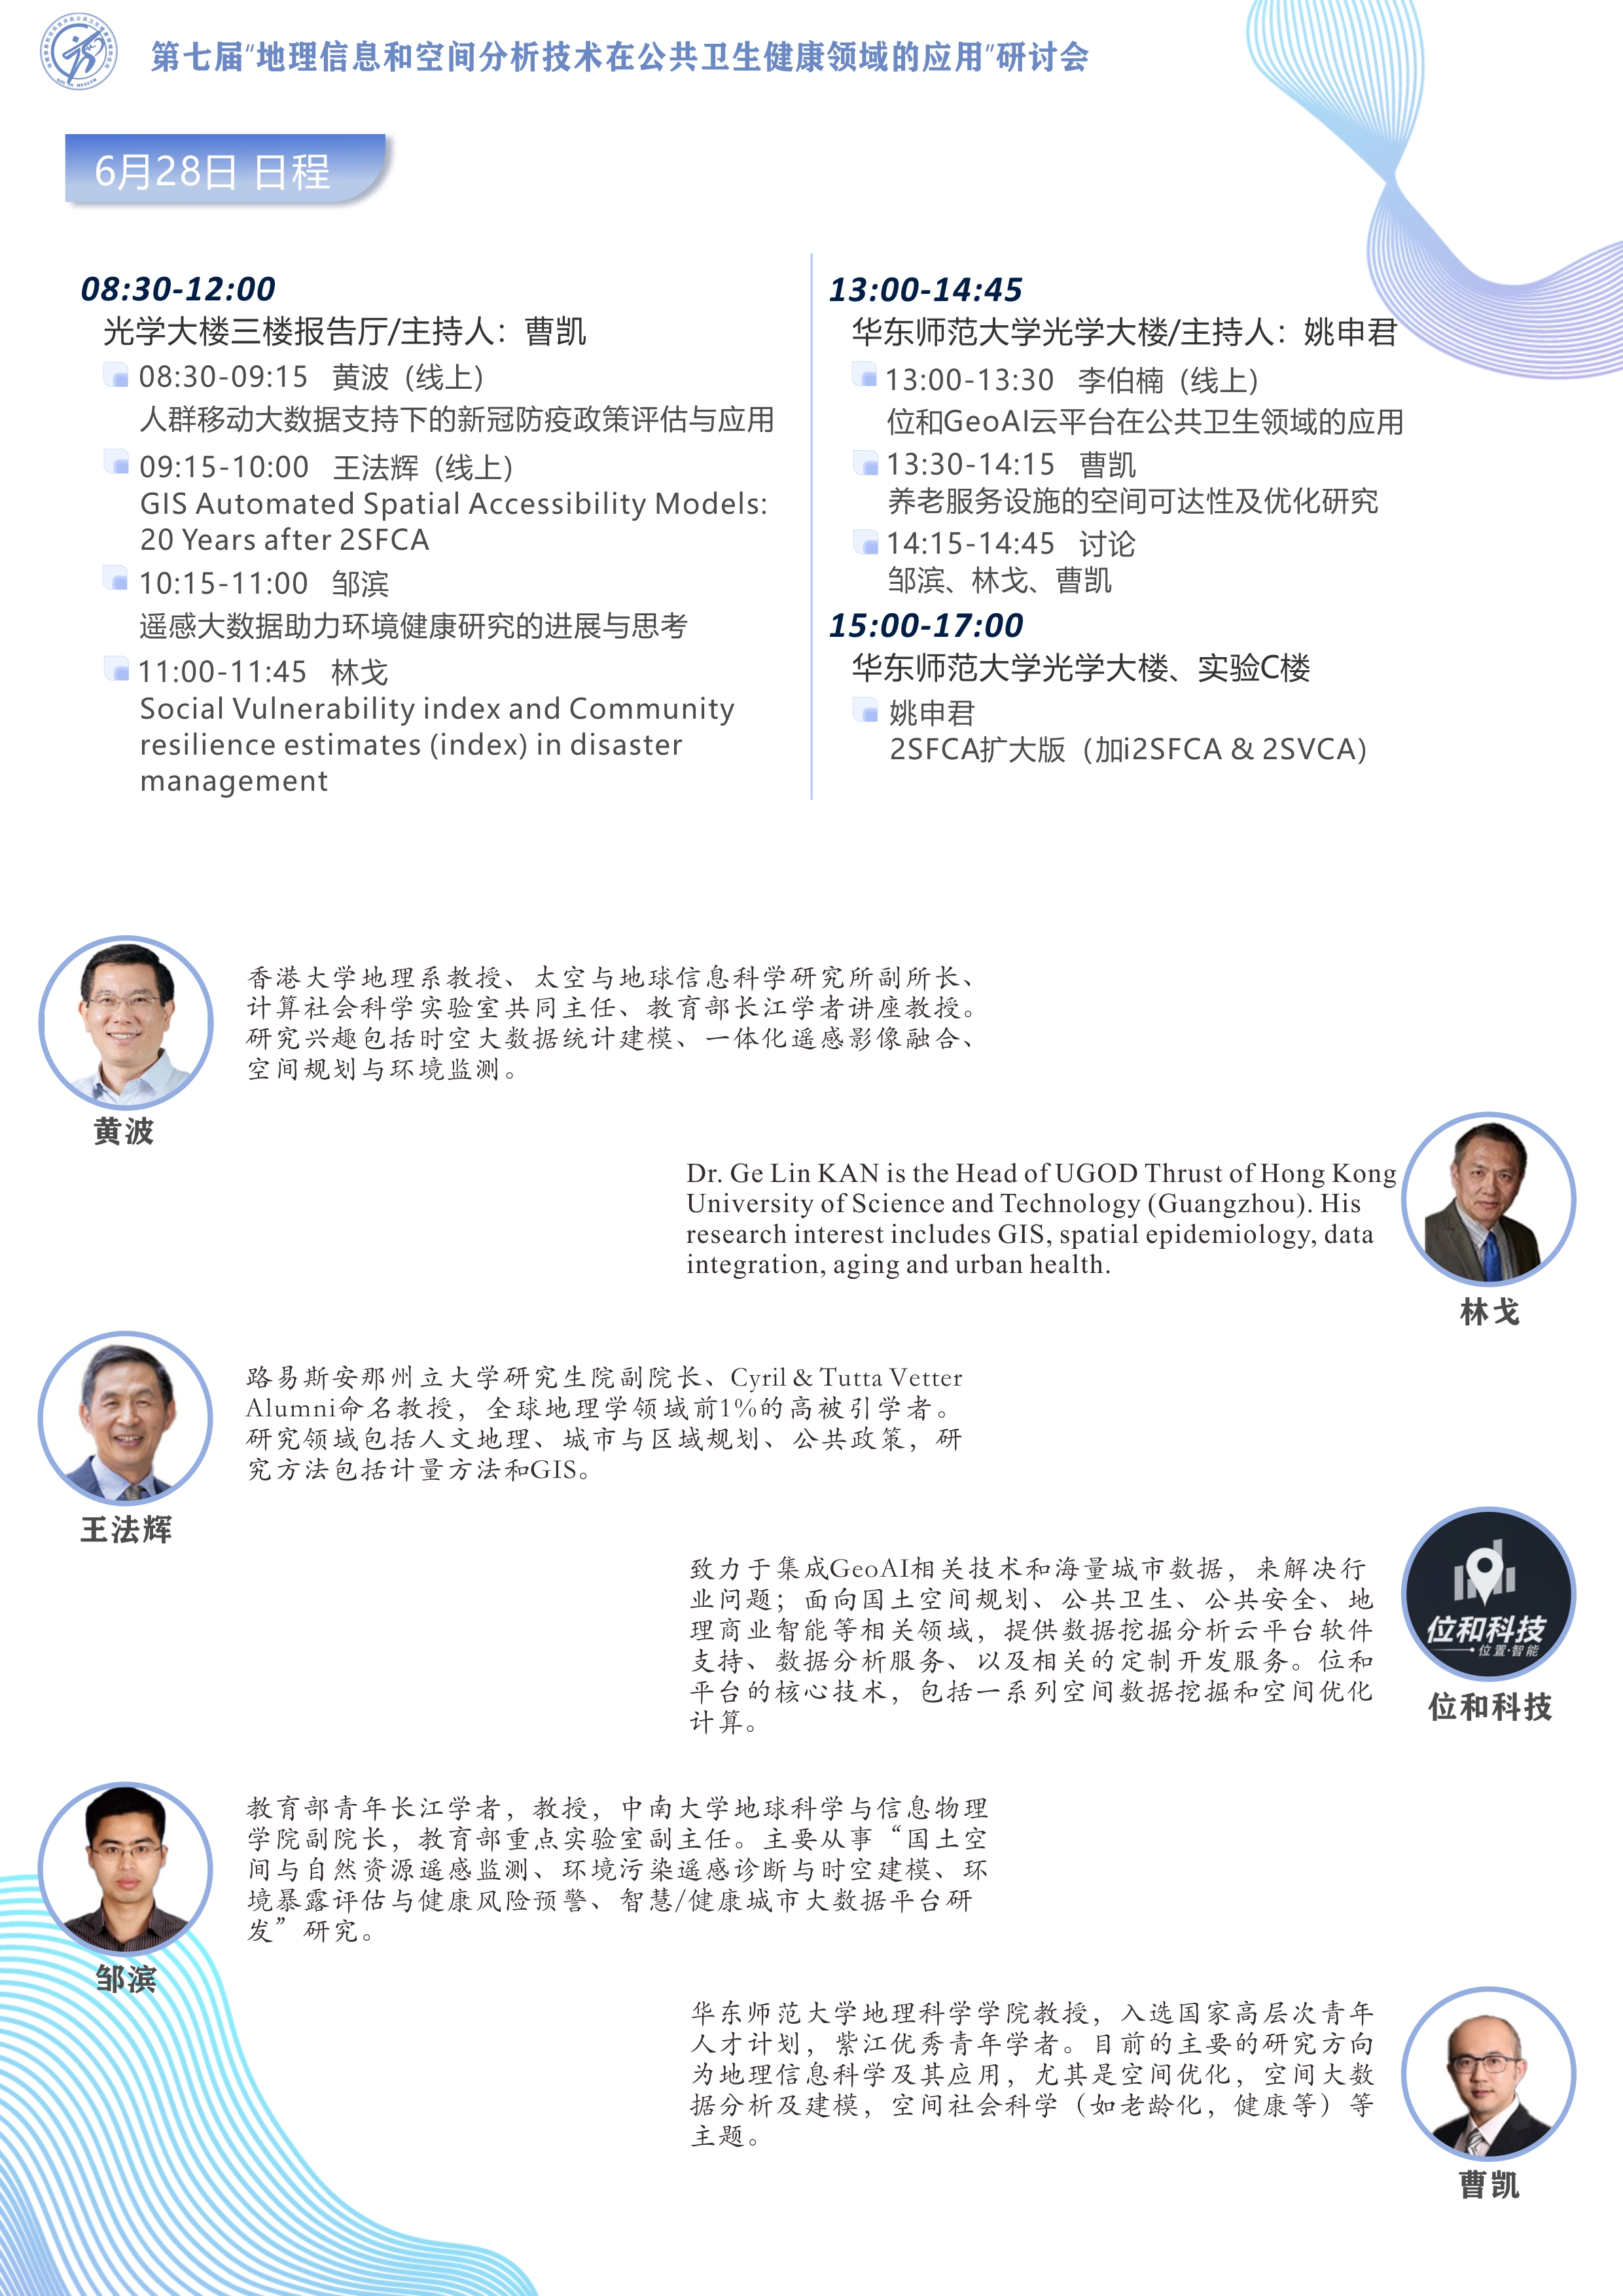 第七届“地理信息和空间分析技术在公共卫生健康领域的应用”研讨会
6月28日 日程
08:30-12:00
光学大楼三楼报告厅/主持人：曹凯
08:30-09:15 黄波 (线上)
人群移动大数据支持下的新冠防疫政策评估与应用
09:15-10:00 王法辉 (线上)
GIS Automated Spatial Accessibility Models:
20 Years after 2SFCA
10:15-11:00 邹滨
遥感大数据助力环境健康研究的进展与思考
11:00-11:45 林戈
Social Vulnerability index and Community
resilience estimates (index) in disaster
management
13:00-14:45
华东师范大学光学大楼/主持人：姚申君
13:00-13:30 李伯楠 (线上)
位和GeoAI云平台在公共卫生领域的应用
13:30-14:15 曹凯
养老服务设施的空间可达性及优化研究
14:15-14:45 讨论
邹滨、林戈、曹凯
15:00-17:00
华东师范大学光学大楼、实验C楼
姚申君
2SFCA扩大版（加i2SFCA & 2SVCA）
香港大学地理系教授、太空与地球信息科学研究所副所长、
计算社会科学实验室共同主任、教育部长江学者讲座教授。
研究兴趣包括时空大数据统计建模、一体化遥感影像融合、
空间规划与环境监测。
黄波
Dr. Ge Lin KAN is the Head of UGOD Thrust of Hong Kong
University of Science and Technology (Guangzhou). His
research interest includes GIS, spatial epidemiology, data
integration, aging and urban health.
林戈
路易斯安那州立大学研究生院副院长、Cyril & Tutta Vetter
Alumni命名教授，全球地理学领域前1%的高被引学者。
研究领域包括人文地理、城市与区域规划、公共政策，研
究方法包括计量方法和GIS。
王法辉
致力于集成GeoAI相关技术和海量城市数据，来解决行
业问题；面向国土空间规划、公共卫生、公共安全、地
理商业智能等相关领域，提供数据挖掘分析云平台软件
支持、数据分析服务、以及相关的定制开发服务。位和
平台的核心技术，包括一系列空间数据挖掘和空间优化
计算。
位和科技
位置·智能
位和科技
教育部青年长江学者，教授，中南大学地球科学与信息物理
学院副院长，教育部重点实验室副主任。主要从事“国土空
间与自然资源遥感监测、环境污染遥感诊断与时空建模、环
境暴露评估与健康风险预警、智慧/健康城市大数据平台研
发”研究。
邹滨
华东师范大学地理科学学院教授，入选国家高层次青年
人才计划，紫江优秀青年学者。目前的主要的研究方向
为地理信息科学及其应用，尤其是空间优化，空间大数
据分析及建模，空间社会科学（如老龄化，健康等）等
主题。
曹凯